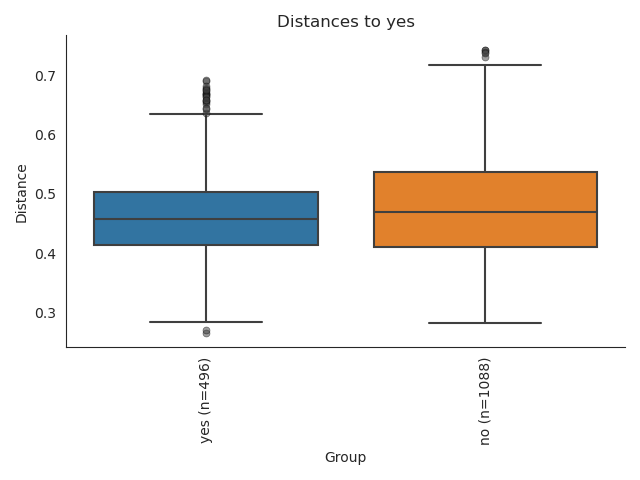 Distances to yes
Distance
0.7
0.6
0.5
0.4
0.3
yes (n=496)
no (n=1088)
Group